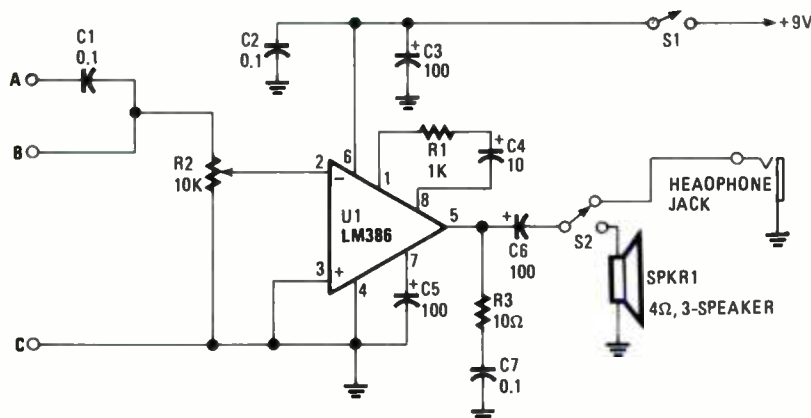 C1
0.1
A
B
C2
0.1
+
C3
100
S1
+9V
R2
10K
2
6
1
R1
1K
+
C4
10
8
−
U1
LM386
5
+
C6
100
S2
HEAOPHONE
JACK
3
+
4
7
+
C5
100
R3
10Ω
SPKR1
4Ω, 3-SPEAKER
C
C7
0.1